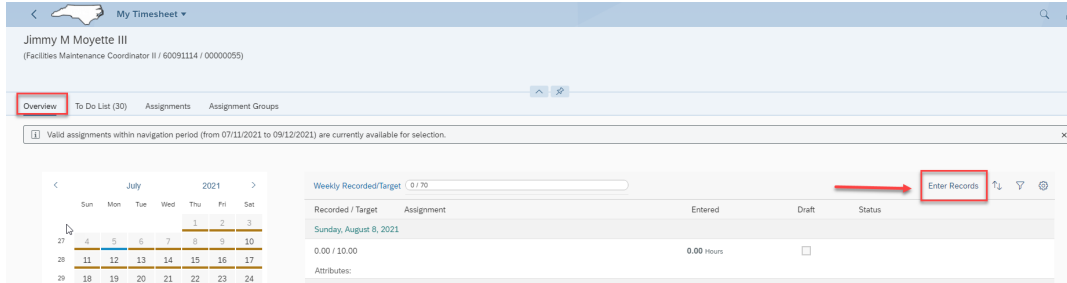 My Timesheet
Jimmy M Moyette III
(Facilities Maintenance Coordinator II / 60091114 / 00000055)
Overview To Do List (30) Assignments Assignment Groups
Valid assignments within navigation period (from 07/11/2021 to 09/12/2021) are currently available for selection.
July 2021
Sun Mon Tue Wed Thu Fri Sat
1 2 3
27 4 5 6 7 8 9 10
28 11 12 13 14 15 16 17
29 18 19 20 21 22 23 24
Weekly Recorded/Target 0 / 70 Enter Records
Recorded / Target Assignment Entered Draft Status
Sunday, August 8, 2021
0.00 / 10.00 0.00 Hours
Attributes: